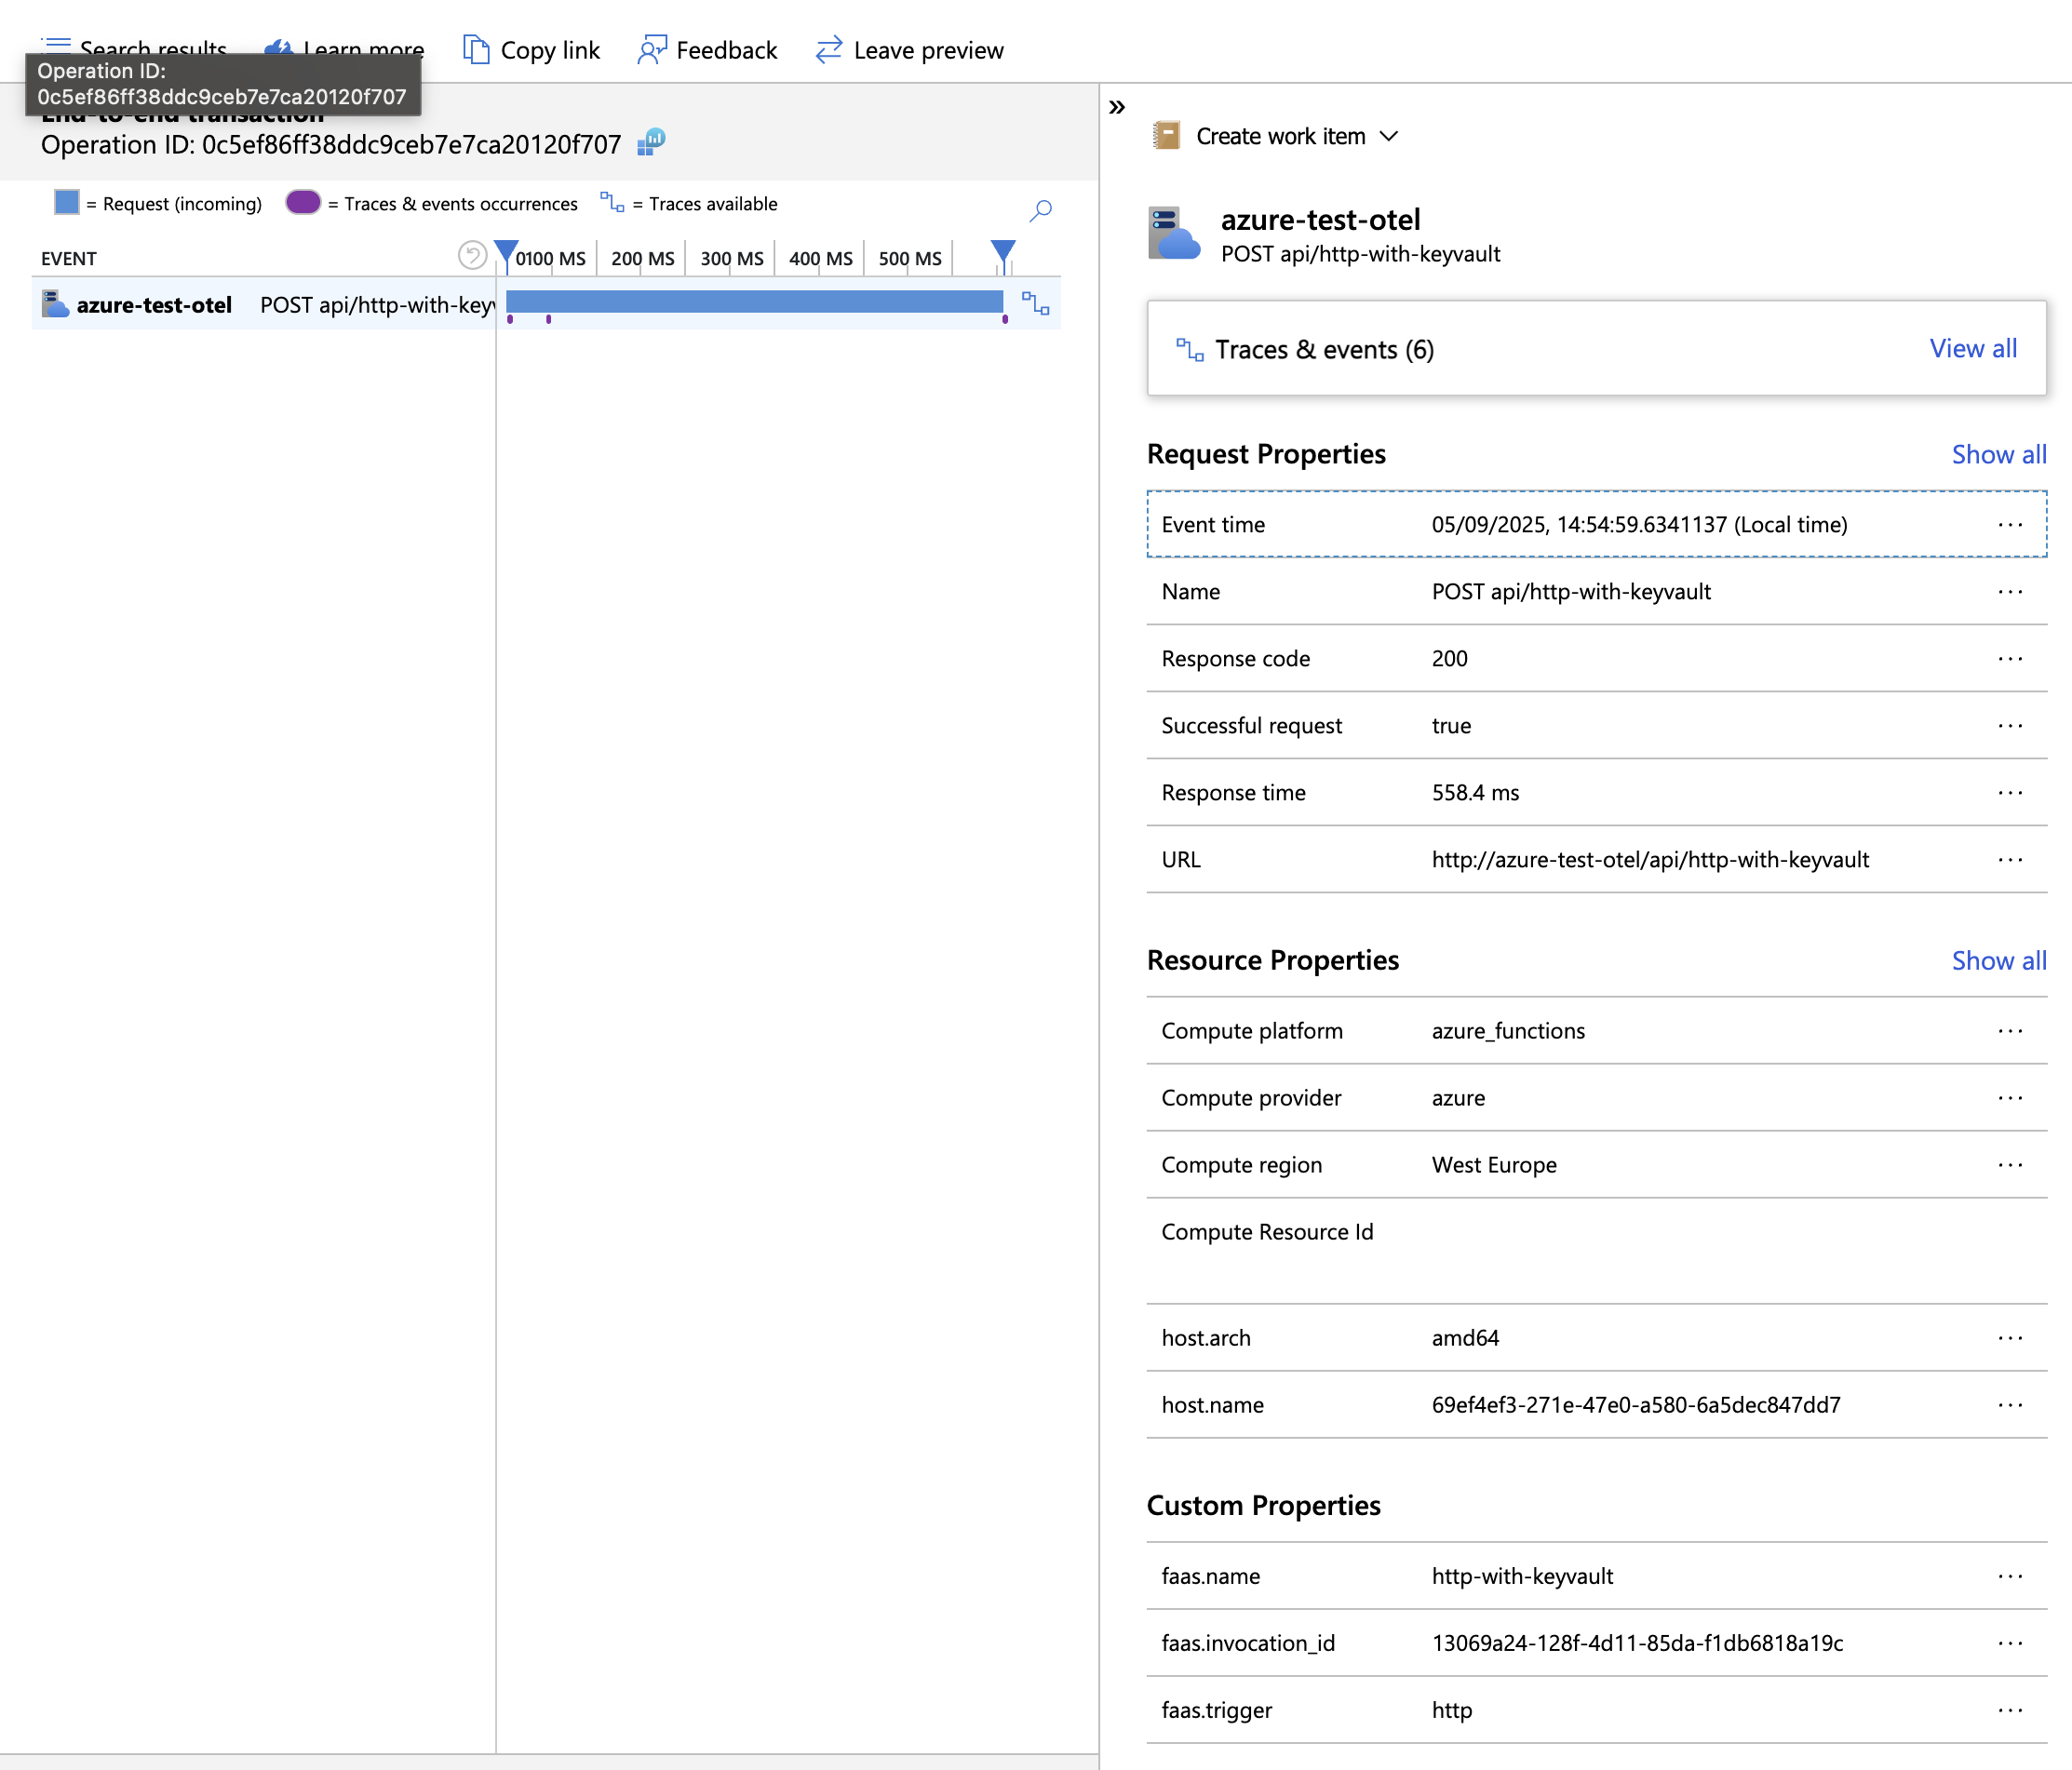 Search results
Learn more
Copy link
Feedback
Leave preview
Operation ID:
0c5ef86ff38ddc9ceb7e7ca20120f707
End-to-end transaction
Operation ID: 0c5ef86ff38ddc9ceb7e7ca20120f707
= Request (incoming)
= Traces & events occurrences
= Traces available
EVENT
0 100 MS 200 MS 300 MS 400 MS 500 MS
azure-test-otel POST api/http-with-keyv
Create work item
azure-test-otel
POST api/http-with-keyvault
Traces & events (6) View all
Request Properties Show all
Event time 05/09/2025, 14:54:59.6341137 (Local time) ...
Name POST api/http-with-keyvault ...
Response code 200 ...
Successful request true ...
Response time 558.4 ms ...
URL http://azure-test-otel/api/http-with-keyvault ...
Resource Properties Show all
Compute platform azure_functions ...
Compute provider azure ...
Compute region West Europe ...
Compute Resource Id
host.arch amd64 ...
host.name 69ef4ef3-271e-47e0-a580-6a5dec847dd7 ...
Custom Properties
faas.name http-with-keyvault ...
faas.invocation_id 13069a24-128f-4d11-85da-f1db6818a19c ...
faas.trigger http ...